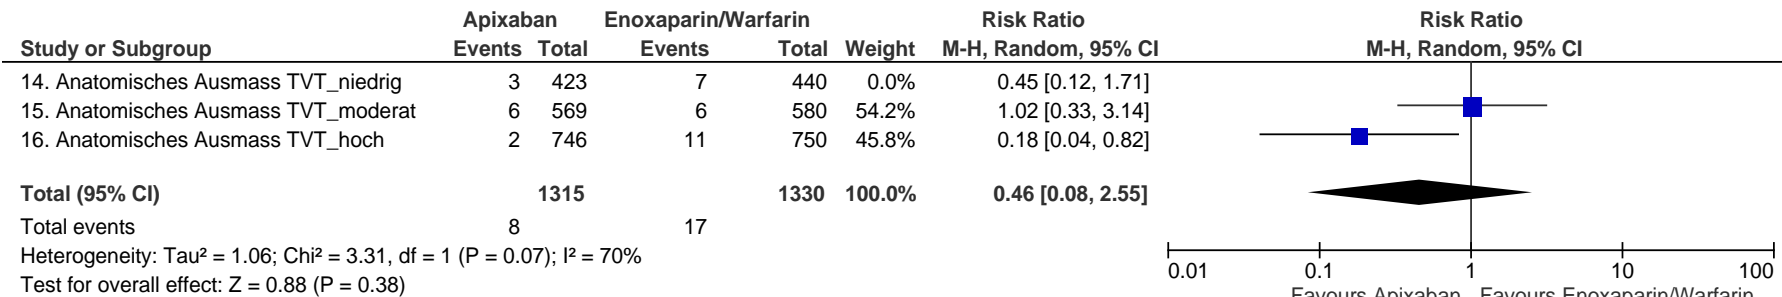 Apixaban Enoxaparin/Warfarin Risk Ratio Risk Ratio
Study or Subgroup Events Total Events Total Weight M-H, Random, 95% CI M-H, Random, 95% CI
14. Anatomisches Ausmass TVT_niedrig 3 423 7 440 0.0% 0.45 [0.12, 1.71]
15. Anatomisches Ausmass TVT_moderat 6 569 6 580 54.2% 1.02 [0.33, 3.14]
16. Anatomisches Ausmass TVT_hoch 2 746 11 750 45.8% 0.18 [0.04, 0.82]
Total (95% CI) 1315 1330 100.0% 0.46 [0.08, 2.55]
Total events 8 17
Heterogeneity: Tau² = 1.06; Chi² = 3.31, df = 1 (P = 0.07); I² = 70%
Test for overall effect: Z = 0.88 (P = 0.38)
0.01 0.1 1 10 100
Favours Apixaban Favours Enoxaparin/Warfarin